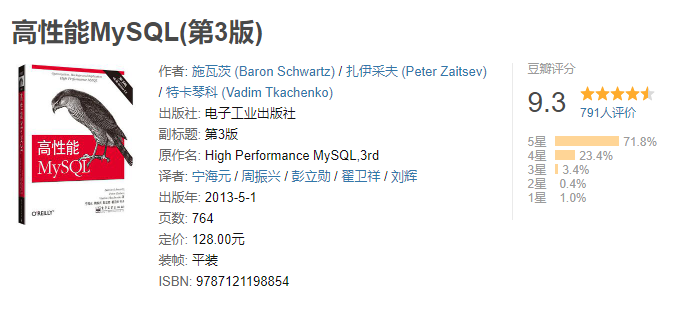 高性能MySQL(第3版)
高性能
MySQL
O'REILLY
作者: 施瓦茨 (Baron Schwartz) / 扎伊采夫 (Peter Zaitsev)
/ 特卡琴科 (Vadim Tkachenko)
出版社: 电子工业出版社
副标题: 第3版
原作名: High Performance MySQL,3rd
译者: 宁海元 / 周振兴 / 彭立勋 / 翟卫祥 / 刘辉
出版年: 2013-5-1
页数: 764
定价: 128.00元
装帧: 平装
ISBN: 9787121198854
豆瓣评分
9.3
791人评价
5星 71.8%
4星 23.4%
3星 3.4%
2星 0.4%
1星 1.0%